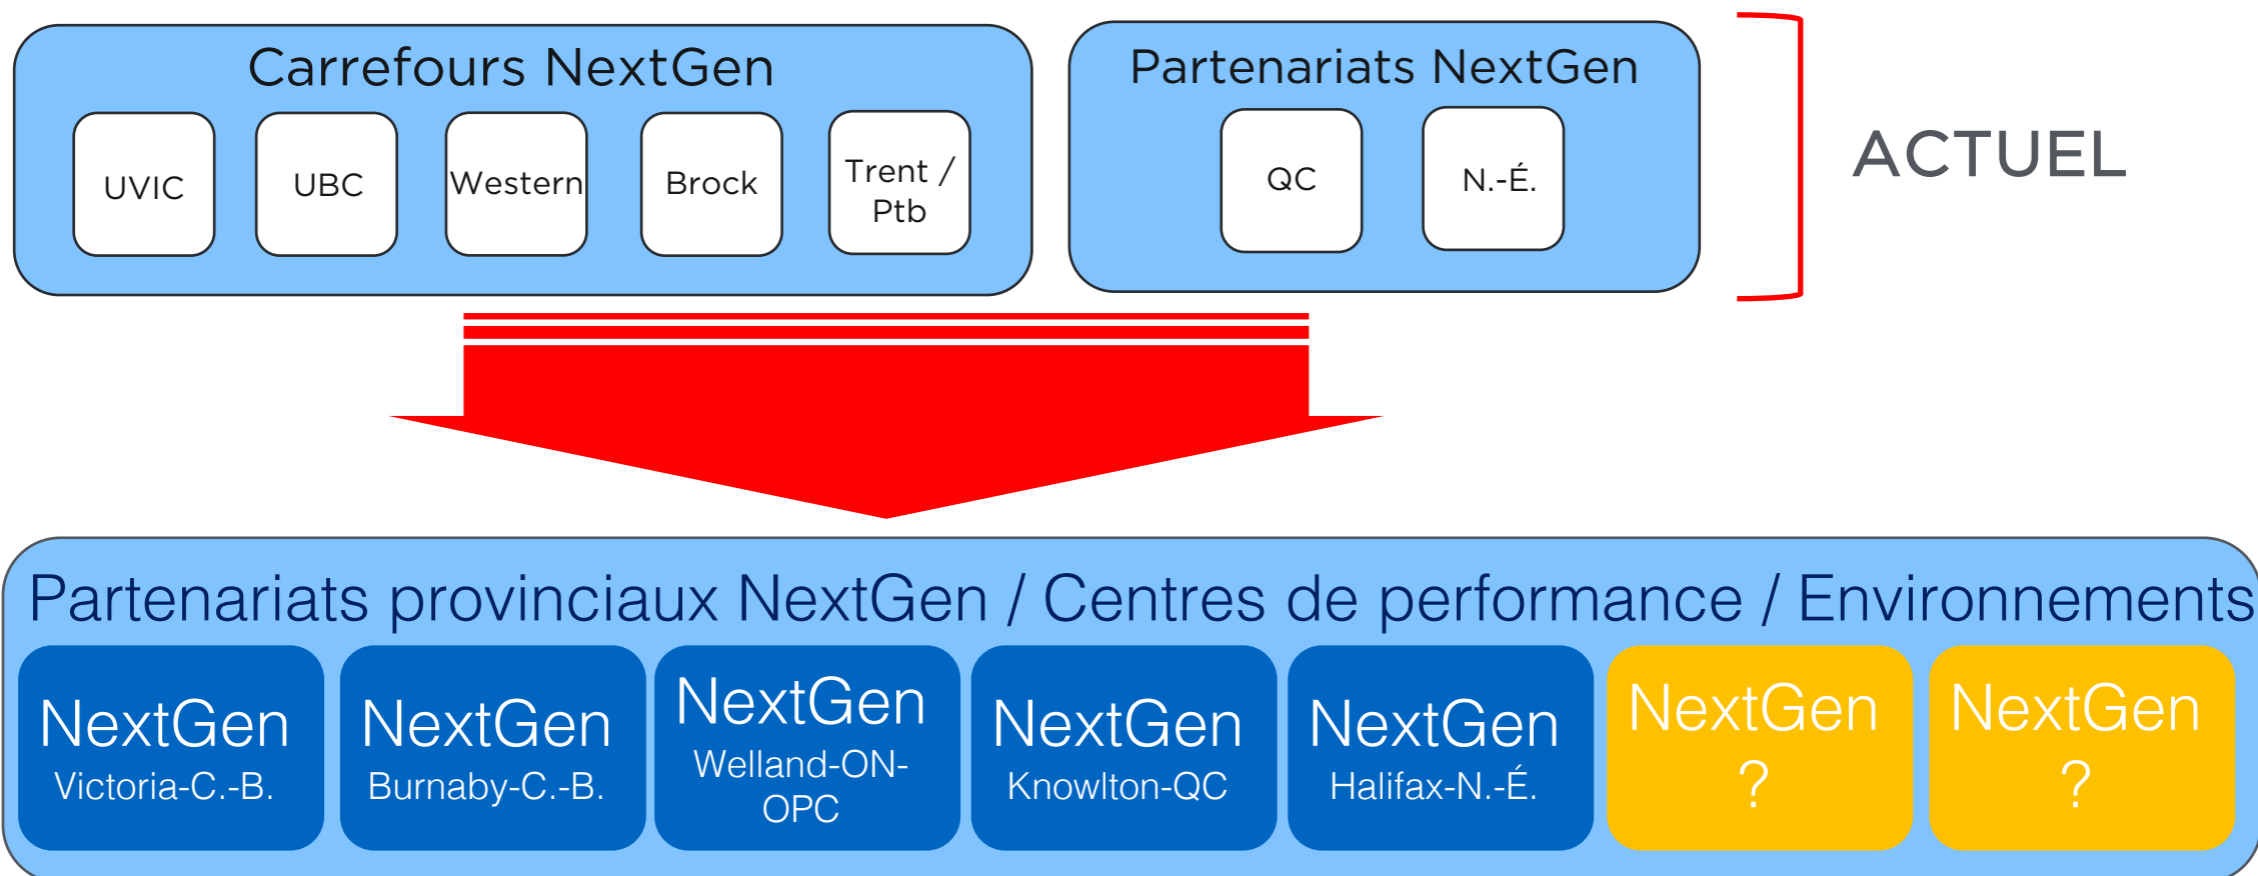 Carrefours NextGen
UVIC
UBC
Western
Brock
Trent /
Ptb
Partenariats NextGen
QC
N.-É.
ACTUEL
Partenariats provinciaux NextGen / Centres de performance / Environnements
NextGen
Victoria-C.-B.
NextGen
Burnaby-C.-B.
NextGen
Welland-ON-
OPC
NextGen
Knowlton-QC
NextGen
Halifax-N.-É.
NextGen
?
NextGen
?